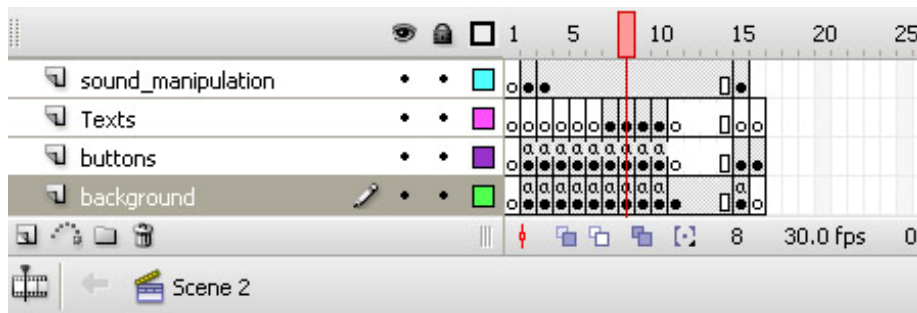 1 5 10 15 20 25
sound_manipulation
Texts
buttons
a a a a a a a a a
background
a a a a a a a a a a
8 30.0 fps 0
Scene 2